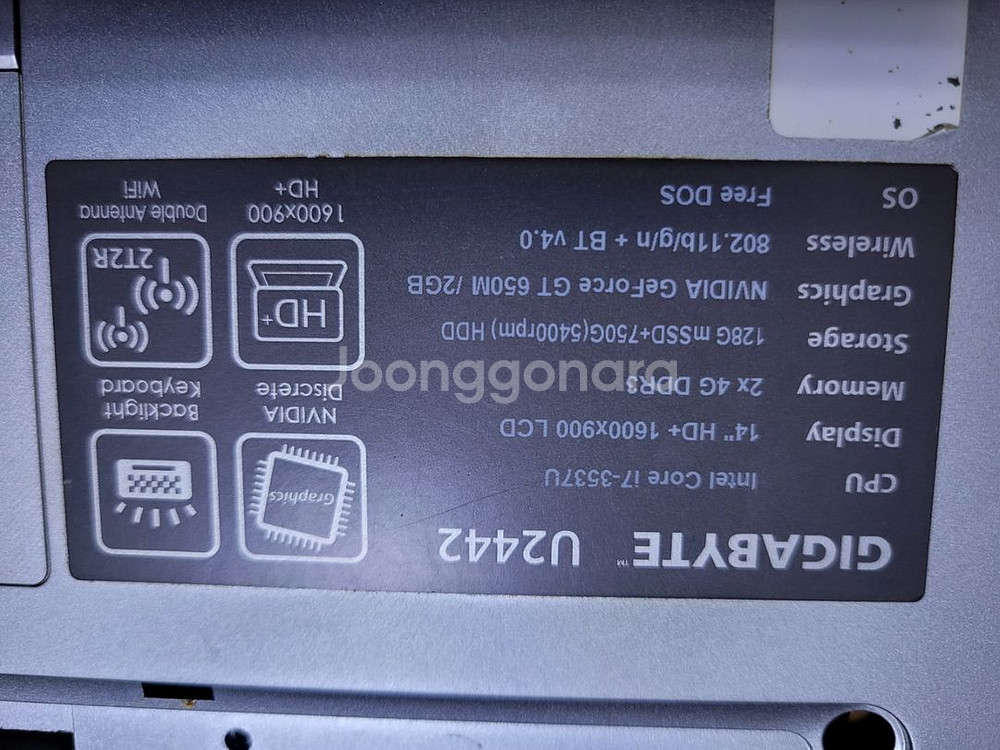 GIGABYTE™ U2442
CPU Intel Core i7-3537U
Display 14" HD+ 1600x900 LCD
Memory 2x 4G DDR3
Storage 128G mSSD+750G(5400rpm) HDD
Graphics NVIDIA GeForce GT 650M /2GB
Wireless 802.11b/g/n + BT v4.0
OS Free DOS
Graphics
NVIDIA
Discrete
Backlight
Keyboard
HD+
1600x900
HD+
2T2R
Double Antenna
WiFi
Joonggonara